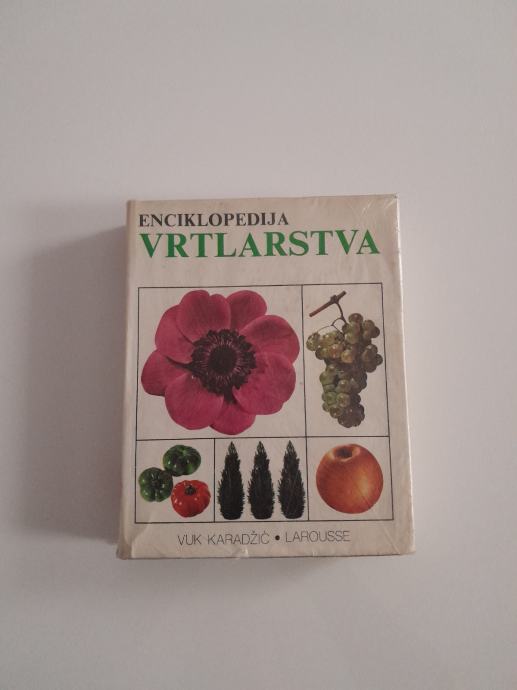 ENCIKLOPEDIJA
VRTLARSTVA
VUK KARADŽIĆ • LAROUSSE